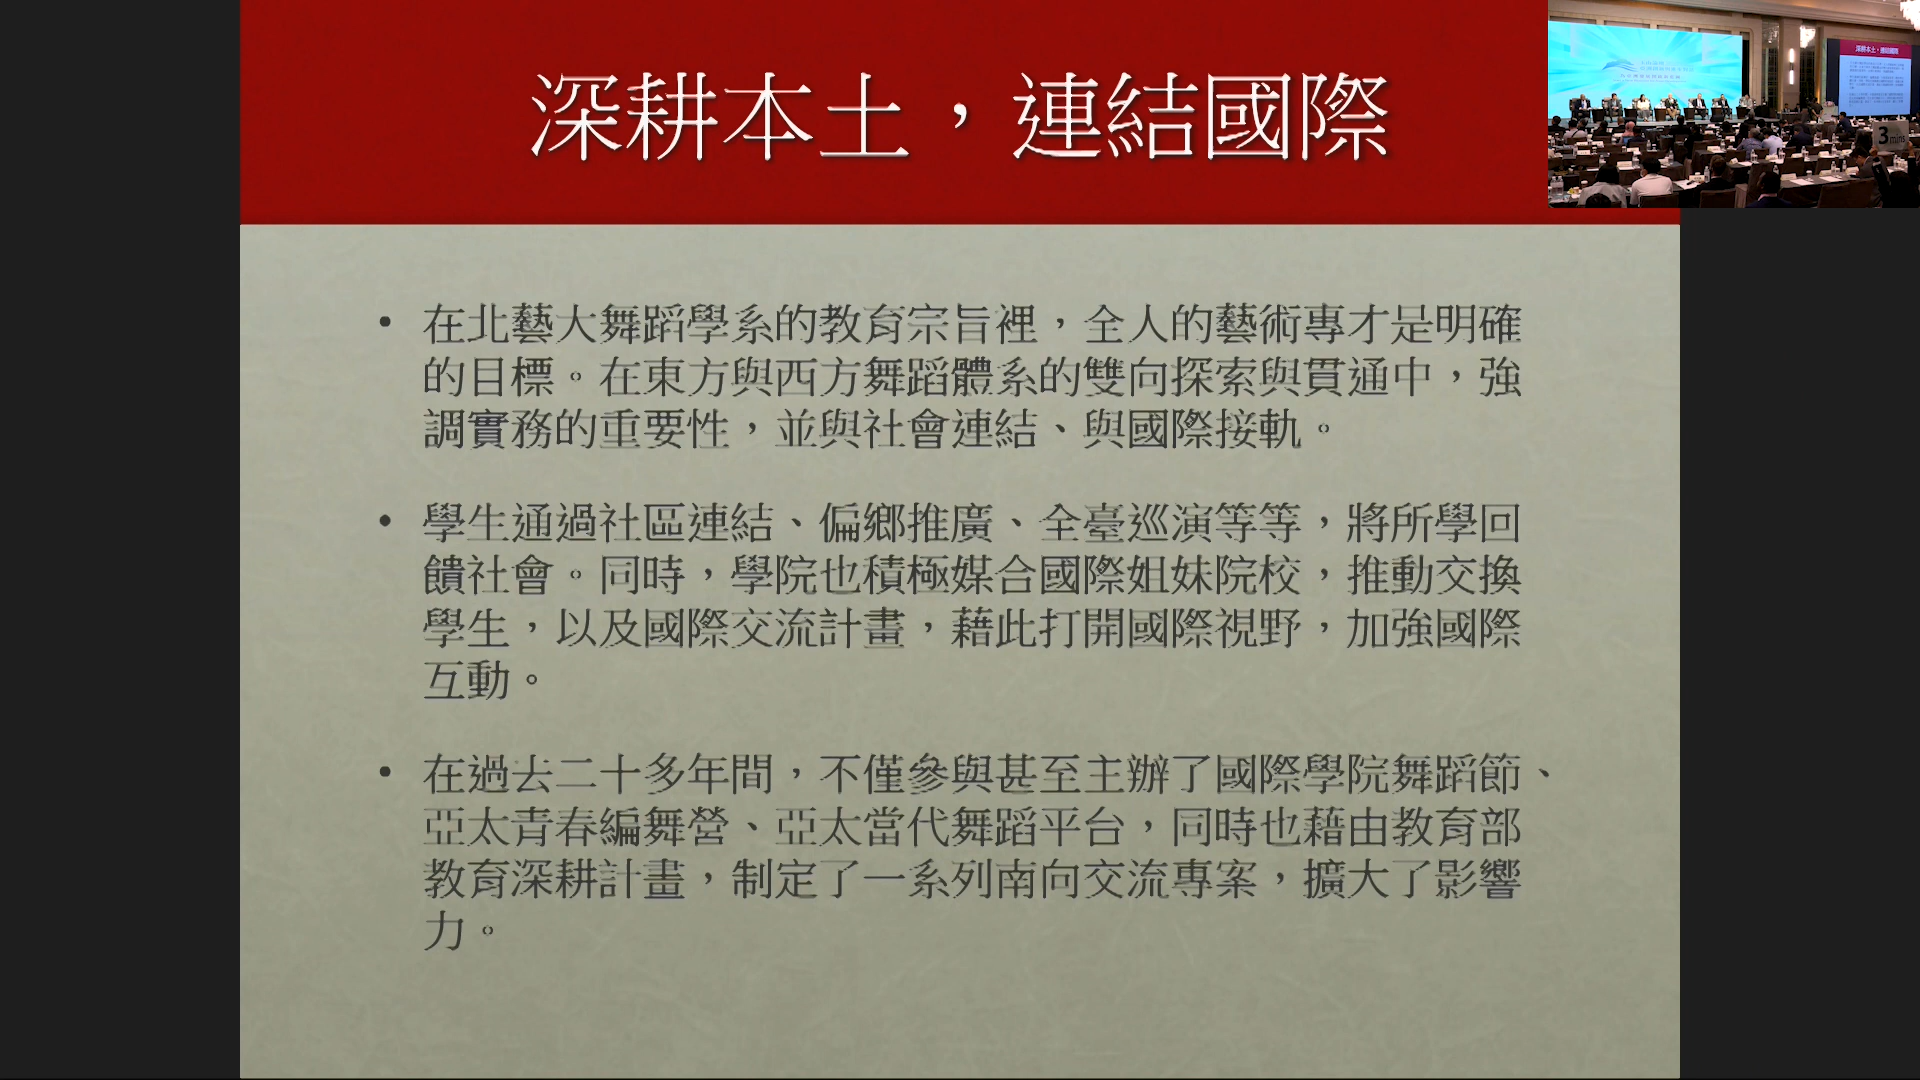 深耕本土，連結國際
• 在北藝大舞蹈學系的教育宗旨裡，全人的藝術專才是明確
的目標。在東方與西方舞蹈體系的雙向探索與貫通中，強
調實務的重要性，並與社會連結、與國際接軌。
• 學生通過社區連結、偏鄉推廣、全臺巡演等等，將所學回
饋社會。同時，學院也積極媒合國際姐妹院校，推動交換
學生，以及國際交流計畫，藉此打開國際視野，加強國際
互動。
• 在過去二十多年間，不僅參與甚至主辦了國際學院舞蹈節、
亞太青春編舞營、亞太當代舞蹈平台，同時也藉由教育部
教育深耕計畫，制定了一系列南向交流專案，擴大了影響
力。
深耕本土，連結國際
3
mins